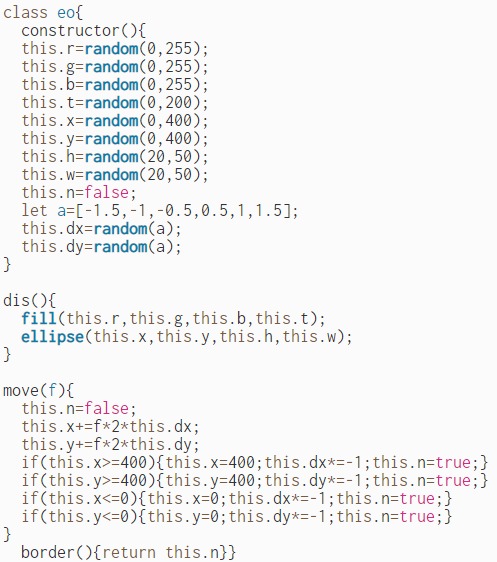 class eo{
  constructor(){
  this.r=random(0,255);
  this.g=random(0,255);
  this.b=random(0,255);
  this.t=random(0,200);
  this.x=random(0,400);
  this.y=random(0,400);
  this.h=random(20,50);
  this.w=random(20,50);
  this.n=false;
  let a=[-1.5,-1,-0.5,0.5,1,1.5];
  this.dx=random(a);
  this.dy=random(a);
}

dis(){
  fill(this.r,this.g,this.b,this.t);
  ellipse(this.x,this.y,this.h,this.w);
}

move(f){
  this.n=false;
  this.x+=f*2*this.dx;
  this.y+=f*2*this.dy;
  if(this.x>=400){this.x=400;this.dx*=-1;this.n=true;}
  if(this.y>=400){this.y=400;this.dy*=-1;this.n=true;}
  if(this.x<=0){this.x=0;this.dx*=-1;this.n=true;}
  if(this.y<=0){this.y=0;this.dy*=-1;this.n=true;}
}
  border(){return this.n}}